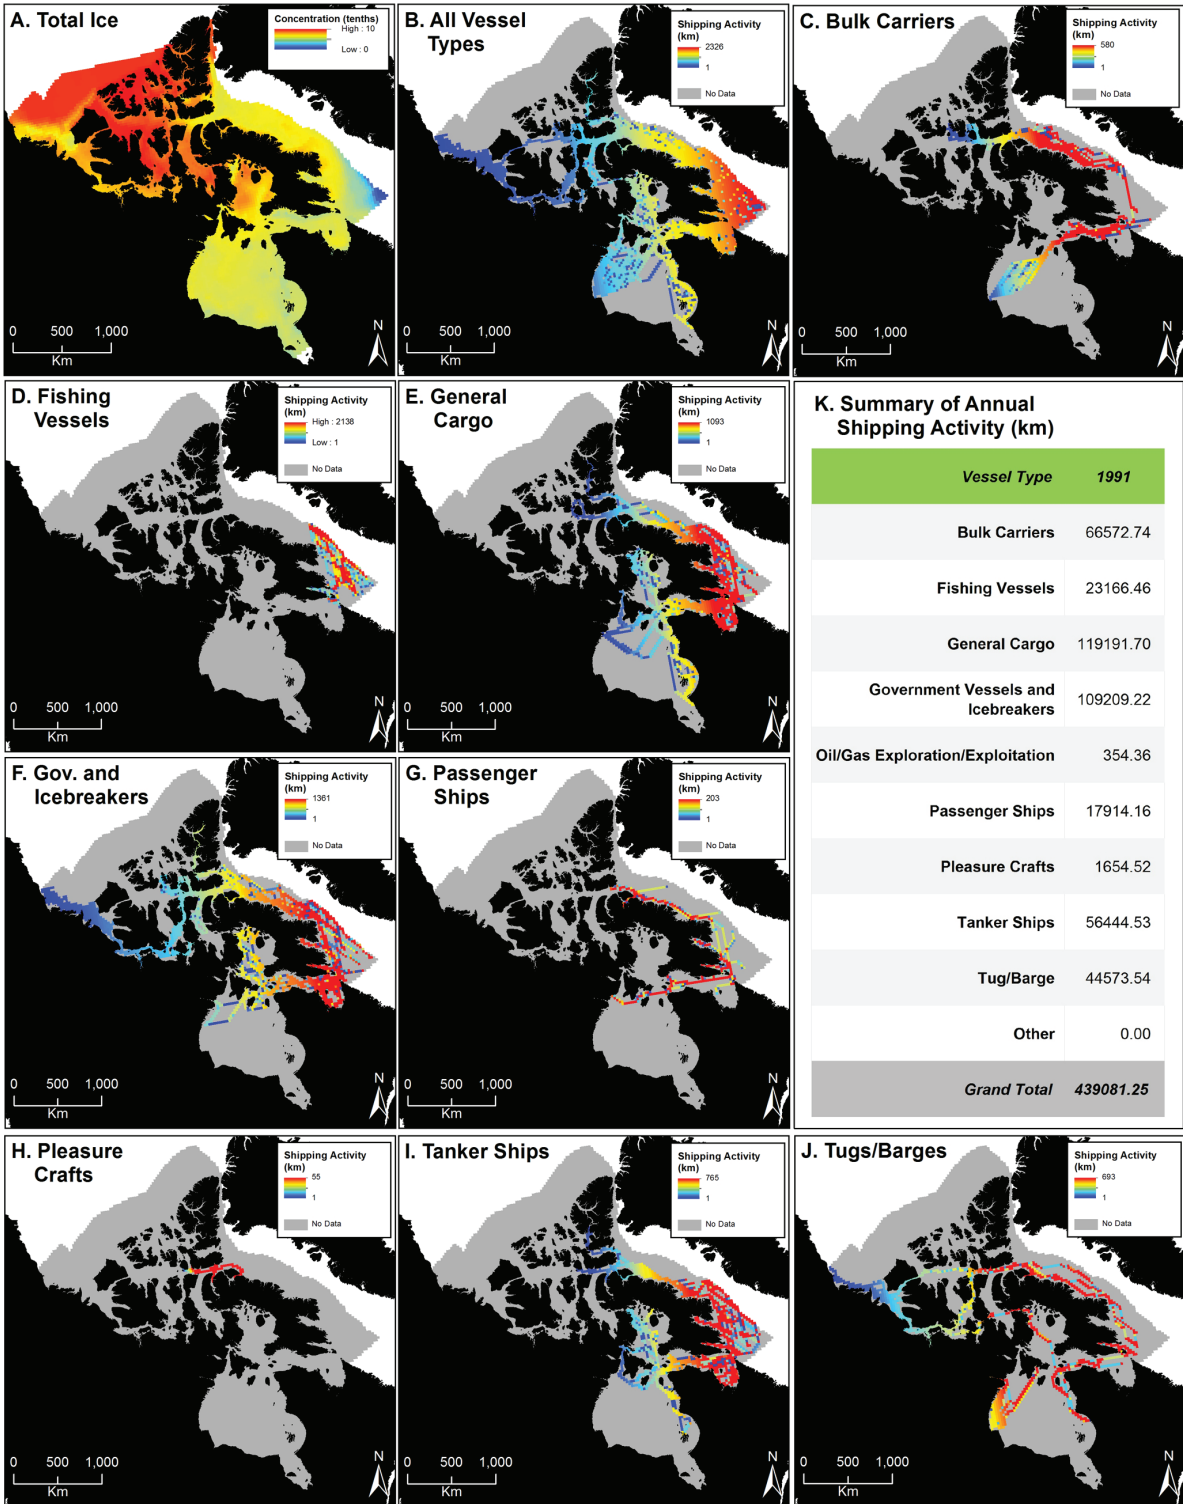 A. Total Ice
Concentration (tenths)
High : 10
Low : 0
0 500 1,000
Km
N
B. All Vessel
Types
Shipping Activity
(km)
2326
1
No Data
0 500 1,000
Km
N
C. Bulk Carriers
Shipping Activity
(km)
580
1
No Data
0 500 1,000
Km
N
D. Fishing
Vessels
Shipping Activity
(km)
High : 2138
Low : 1
No Data
0 500 1,000
Km
N
E. General
Cargo
Shipping Activity
(km)
1093
1
No Data
0 500 1,000
Km
N
K. Summary of Annual
Shipping Activity (km)
Vessel Type 1991
Bulk Carriers 66572.74
Fishing Vessels 23166.46
General Cargo 119191.70
Government Vessels and
Icebreakers 109209.22
Oil/Gas Exploration/Exploitation 354.36
Passenger Ships 17914.16
Pleasure Crafts 1654.52
Tanker Ships 56444.53
Tug/Barge 44573.54
Other 0.00
Grand Total 439081.25
F. Gov. and
Icebreakers
Shipping Activity
(km)
1361
1
No Data
0 500 1,000
Km
N
G. Passenger
Ships
Shipping Activity
(km)
203
1
No Data
0 500 1,000
Km
N
H. Pleasure
Crafts
Shipping Activity
(km)
55
1
No Data
0 500 1,000
Km
N
I. Tanker Ships
Shipping Activity
(km)
765
1
No Data
0 500 1,000
Km
N
J. Tugs/Barges
Shipping Activity
(km)
693
1
No Data
0 500 1,000
Km
N